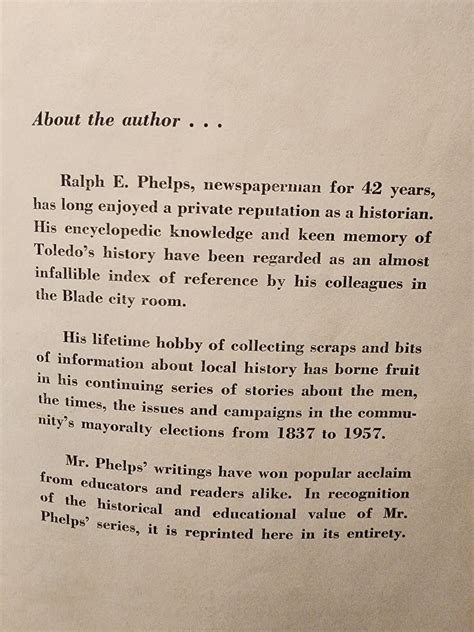 About the author . . .
Ralph E. Phelps, newspaperman for 42 years,
has long enjoyed a private reputation as a historian.
His encyclopedic knowledge and keen memory of
Toledo's history have been regarded as an almost
infallible index of reference by his colleagues in
the Blade city room.
His lifetime hobby of collecting scraps and bits
of information about local history has borne fruit
in his continuing series of stories about the men,
the times, the issues and campaigns in the commu-
nity's mayoralty elections from 1837 to 1957.
Mr. Phelps' writings have won popular acclaim
from educators and readers alike. In recognition
of the historical and educational value of Mr.
Phelps' series, it is reprinted here in its entirety.